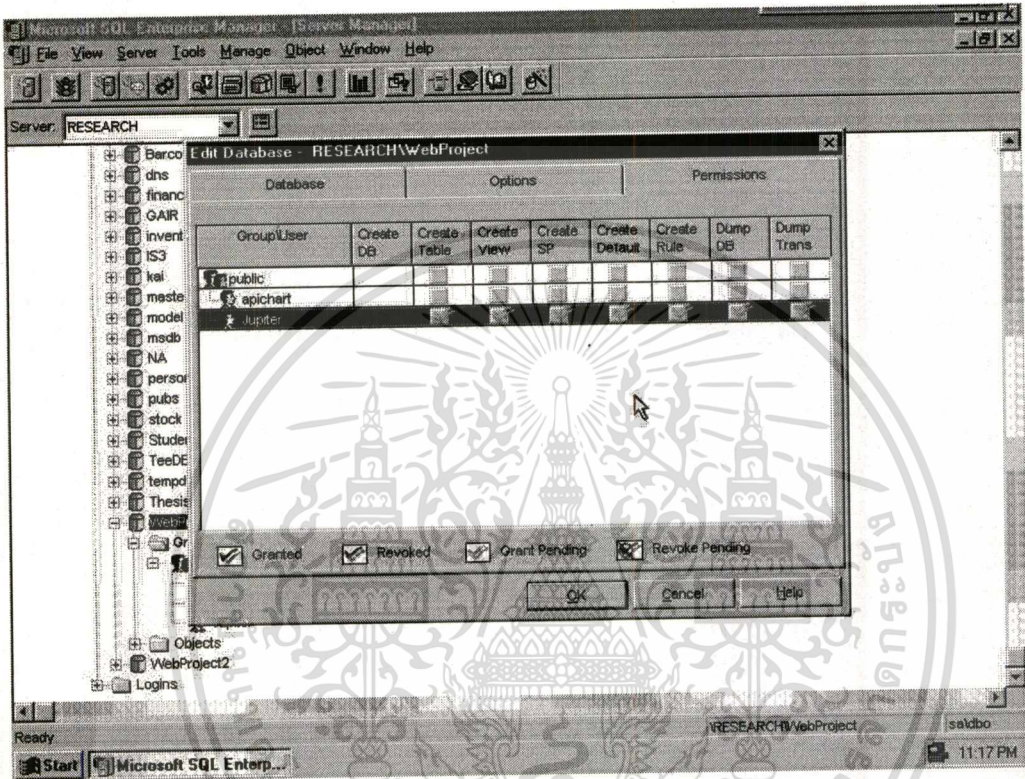 Microsoft SQL Enterprise Manager - [Server Manager]
File View Server Tools Manage Object Window Help
Server: RESEARCH
Barco
dns
financ
GAIR
invent
IS3
kai
maste
model
msdb
NA
person
pubs
stock
Studer
TeeDE
tempd
Thesis
WebP
Gr
Objects
WebProject2
Logins
Edit Database - RESEARCH\WebProject
Database Options Permissions
Group\User Create DB Create Table Create View Create SP Create Default Create Rule Dump DB Dump Trans
public
apichart
Jupiter
Granted Revoked Grant Pending Revoke Pending
OK Cancel Help
Ready \RESEARCH\WebProject sa\dbo
Start Microsoft SQL Enterp... 11:17 PM